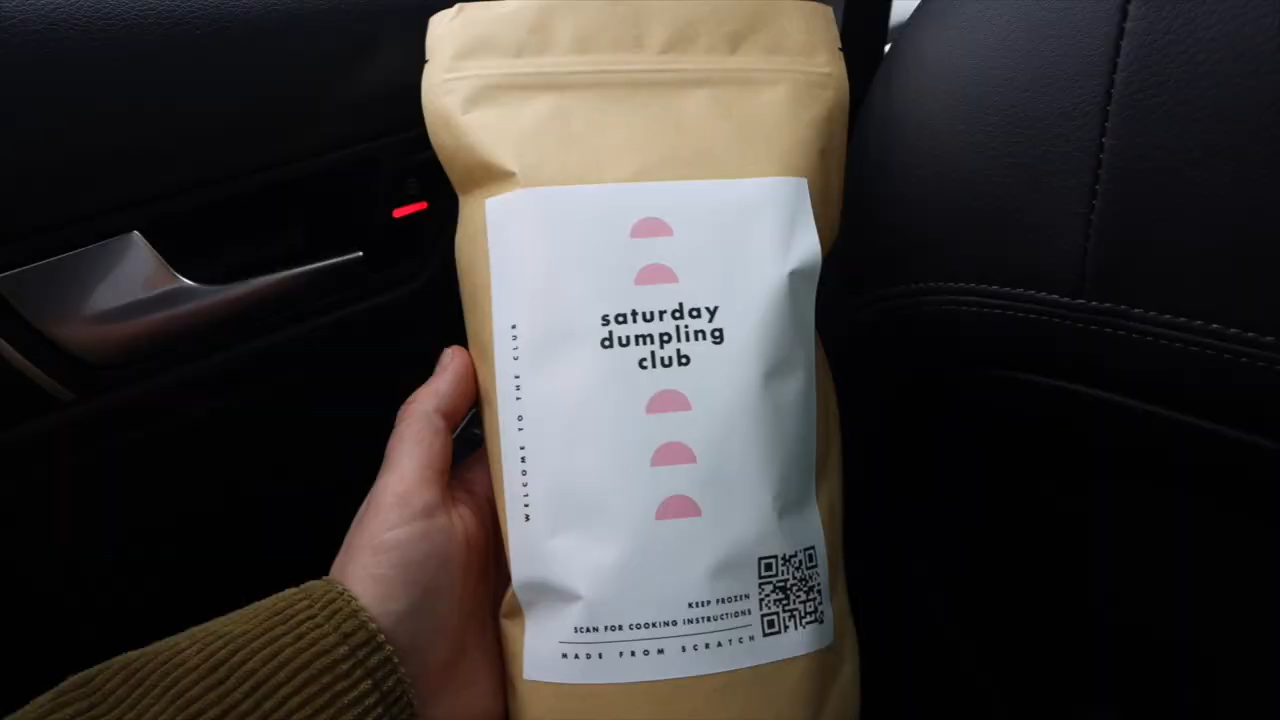 saturday
dumpling
club
WELCOME TO THE CLUB
KEEP FROZEN
SCAN FOR COOKING INSTRUCTIONS
MADE FROM SCRATCH